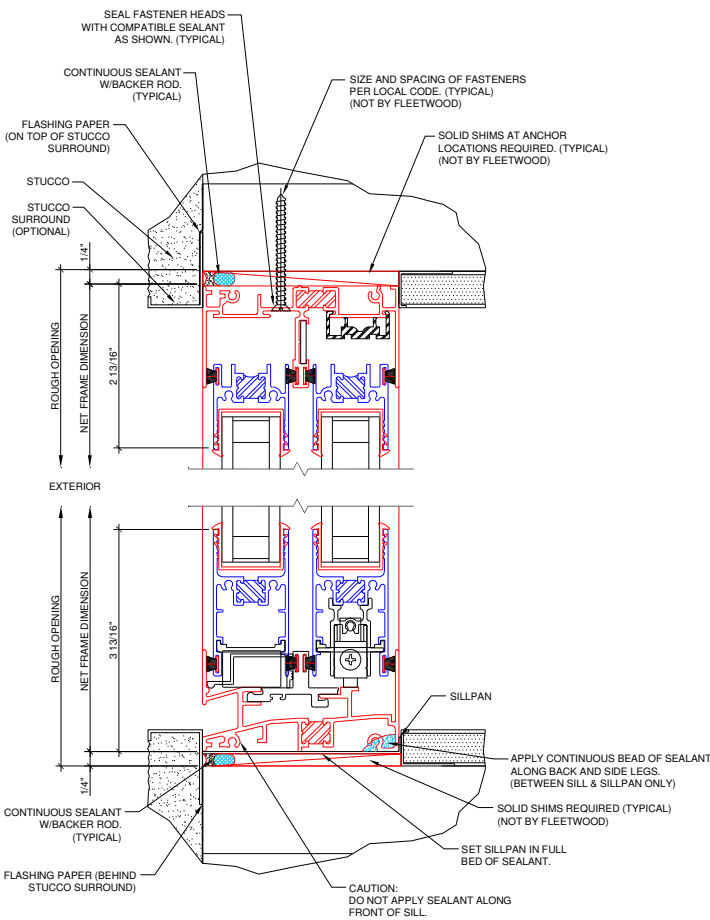 SEAL FASTENER HEADS
WITH COMPATIBLE SEALANT
AS SHOWN. (TYPICAL)
CONTINUOUS SEALANT
W/BACKER ROD.
(TYPICAL)
SIZE AND SPACING OF FASTENERS
PER LOCAL CODE. (TYPICAL)
(NOT BY FLEETWOOD)
FLASHING PAPER
(ON TOP OF STUCCO
SURROUND)
SOLID SHIMS AT ANCHOR
LOCATIONS REQUIRED. (TYPICAL)
(NOT BY FLEETWOOD)
STUCCO
STUCCO
SURROUND
(OPTIONAL)
1/4"
ROUGH OPENING
NET FRAME DIMENSION
2 13/16"
EXTERIOR
ROUGH OPENING
NET FRAME DIMENSION
3 13/16"
1/4"
SILLPAN
APPLY CONTINUOUS BEAD OF SEALANT
ALONG BACK AND SIDE LEGS.
(BETWEEN SILL & SILLPAN ONLY)
CONTINUOUS SEALANT
W/BACKER ROD.
(TYPICAL)
SOLID SHIMS REQUIRED (TYPICAL)
(NOT BY FLEETWOOD)
SET SILLPAN IN FULL
BED OF SEALANT.
FLASHING PAPER (BEHIND
STUCCO SURROUND)
CAUTION:
DO NOT APPLY SEALANT ALONG
FRONT OF SILL.